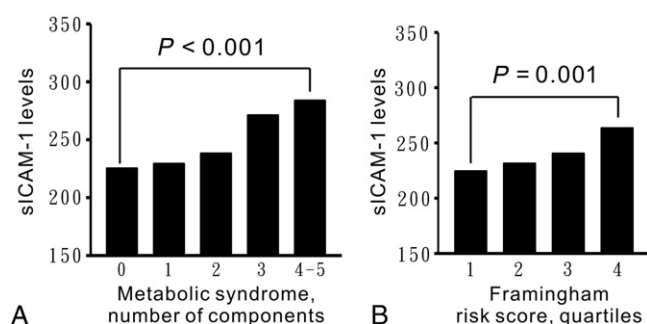 350
300
250
200
150
sICAM-1 levels
P < 0.001
0 1 2 3 4-5
Metabolic syndrome,
number of components
A
350
300
250
200
150
sICAM-1 levels
P = 0.001
1 2 3 4
Framingham
risk score, quartiles
B